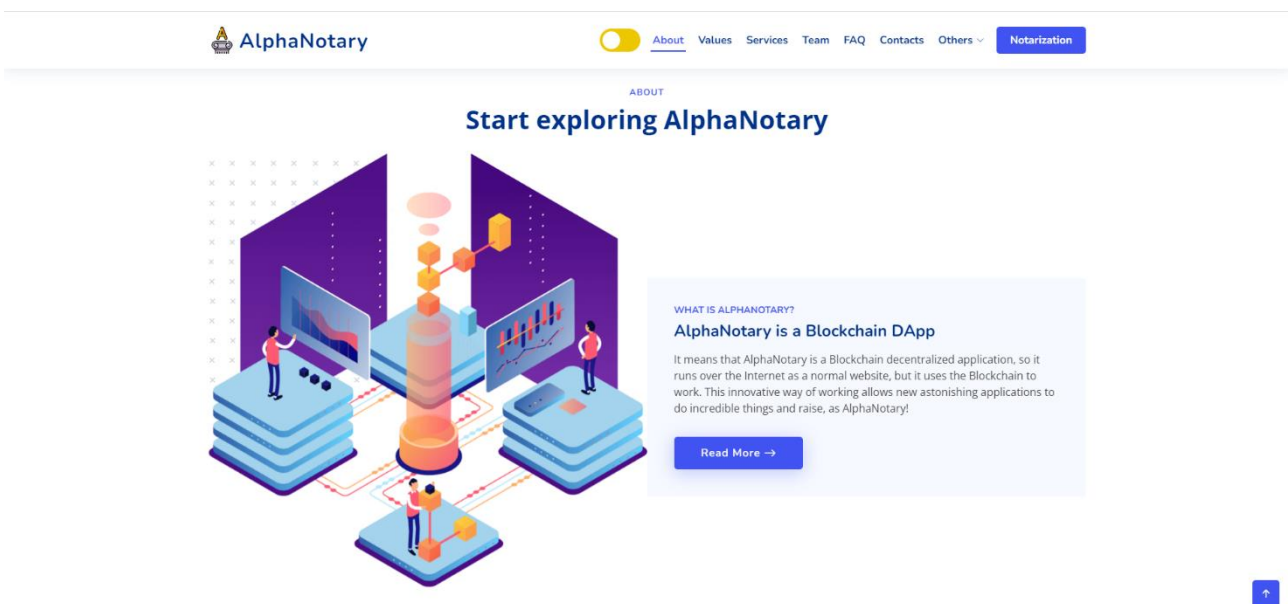 AlphaNotary
About Values Services Team FAQ Contacts Others Notarization
ABOUT
Start exploring AlphaNotary
WHAT IS ALPHANOTARY?
AlphaNotary is a Blockchain DApp
It means that AlphaNotary is a Blockchain decentralized application, so it
runs over the Internet as a normal website, but it uses the Blockchain to
work. This innovative way of working allows new astonishing applications to
do incredible things and raise, as AlphaNotary!
Read More →